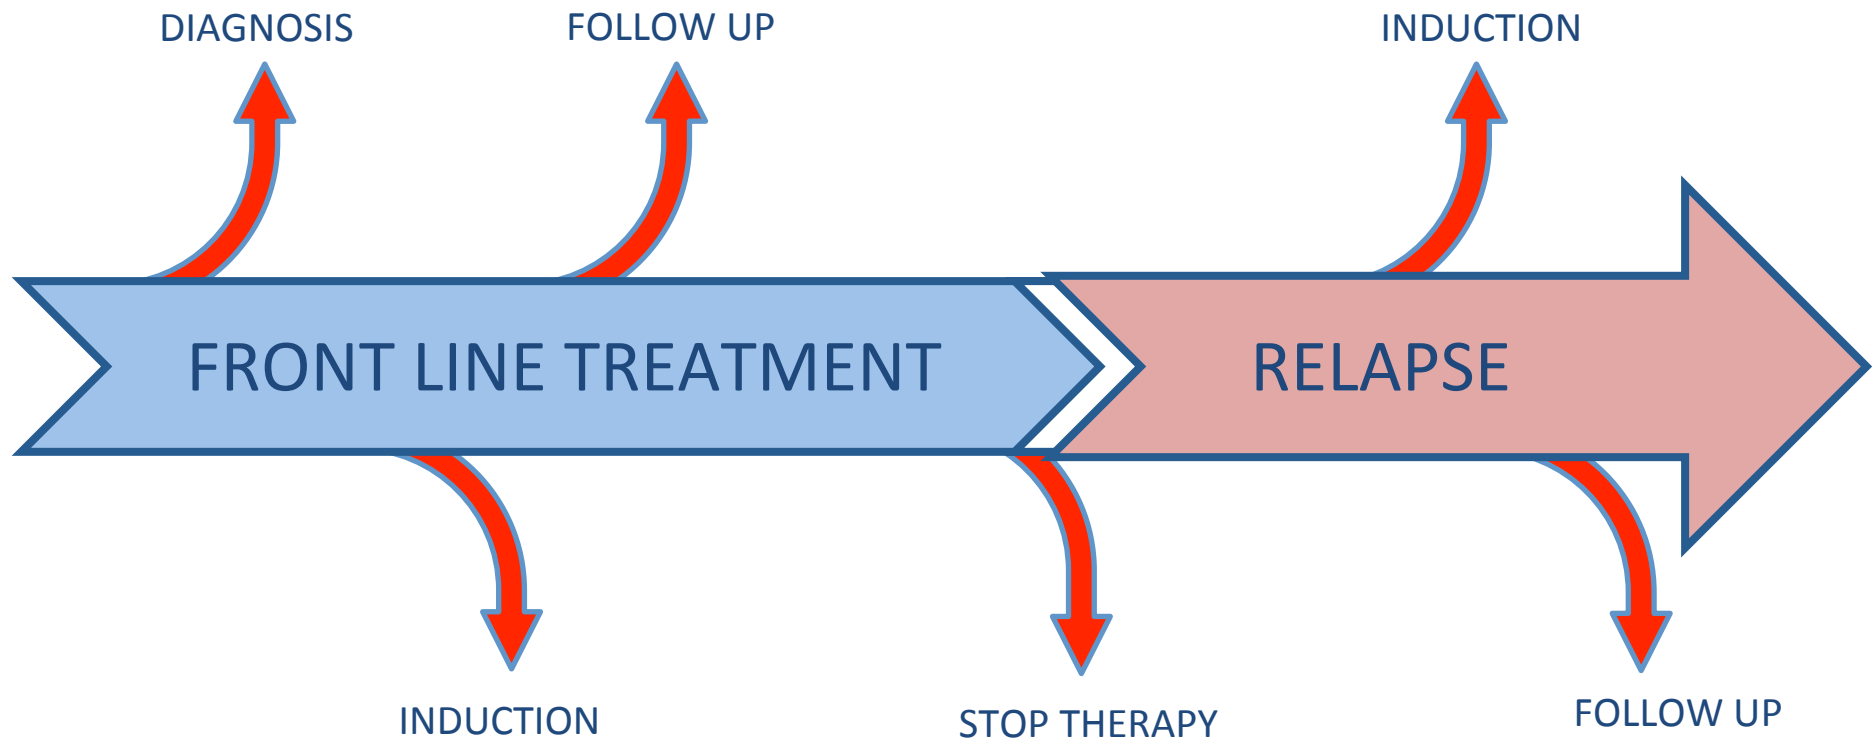 DIAGNOSIS
FOLLOW UP
INDUCTION
FRONT LINE TREATMENT
RELAPSE
INDUCTION
STOP THERAPY
FOLLOW UP